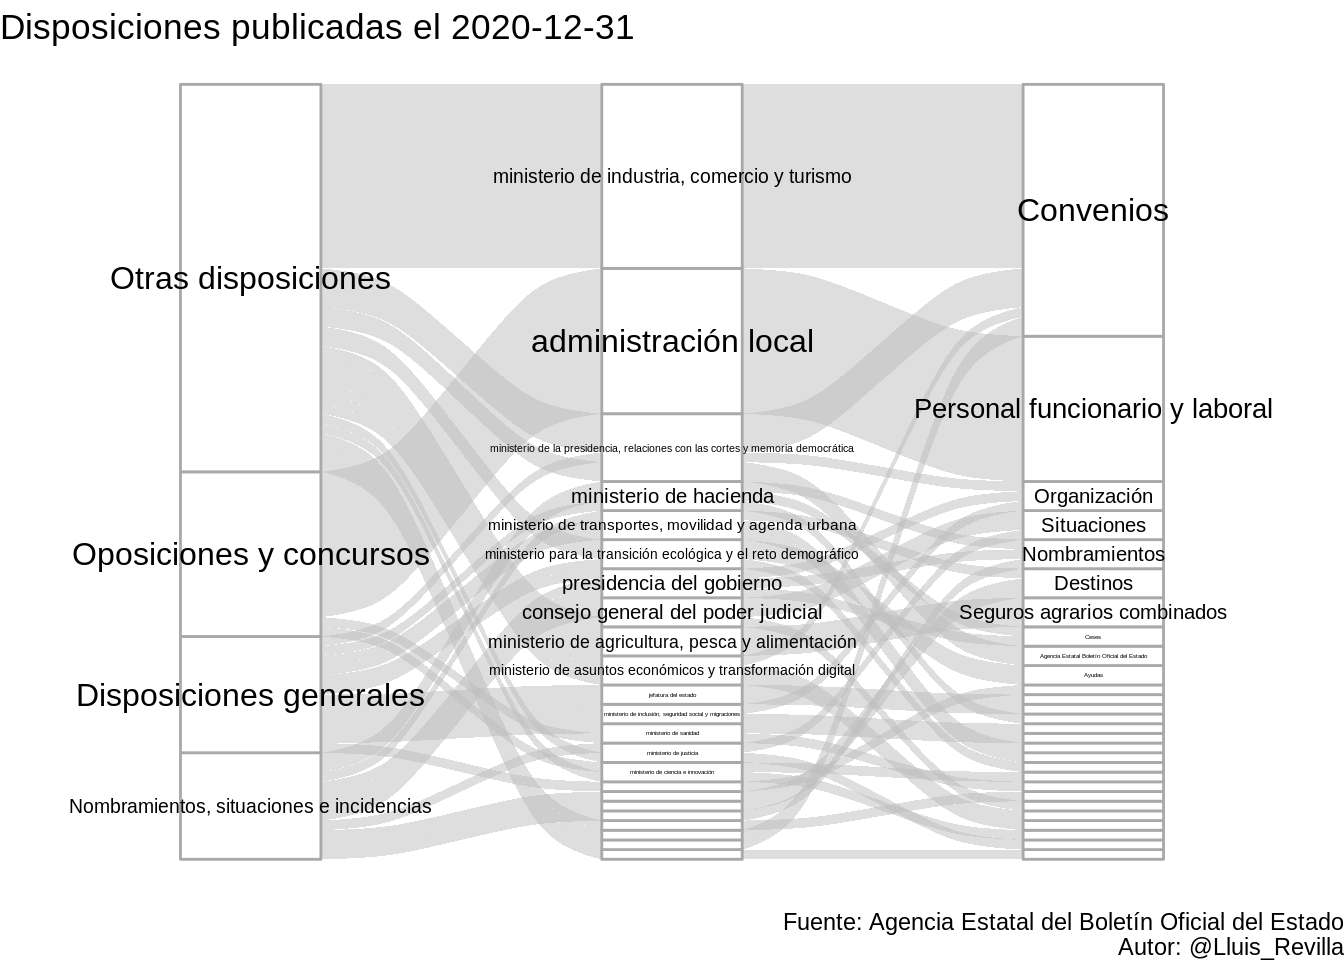 Disposiciones publicadas el 2020-12-31
Otras disposiciones
Oposiciones y concursos
Disposiciones generales
Nombramientos, situaciones e incidencias
ministerio de industria, comercio y turismo
administración local
ministerio de la presidencia, relaciones con las cortes y memoria democrática
ministerio de hacienda
ministerio de transportes, movilidad y agenda urbana
ministerio para la transición ecológica y el reto demográfico
presidencia del gobierno
consejo general del poder judicial
ministerio de agricultura, pesca y alimentación
ministerio de asuntos económicos y transformación digital
jefatura del estado
ministerio de inclusión, seguridad social y migraciones
ministerio de sanidad
ministerio de justicia
ministerio de ciencia e innovación
Convenios
Personal funcionario y laboral
Organización
Situaciones
Nombramientos
Destinos
Seguros agrarios combinados
Ceses
Agencia Estatal Boletín Oficial del Estado
Ayudas
Fuente: Agencia Estatal del Boletín Oficial del Estado
Autor: @Lluis_Revilla